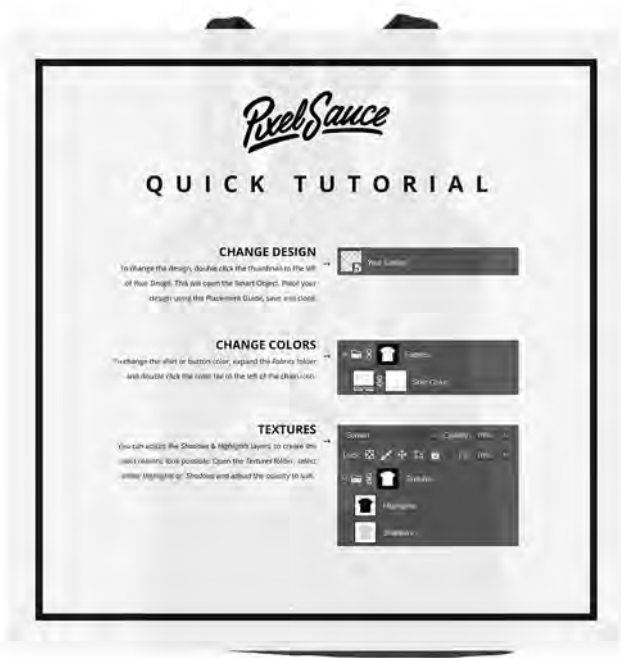 Pixel Sauce
QUICK TUTORIAL
CHANGE DESIGN
To change the design, double click the thumbnail to the left
of Your Design. This will open the Smart Object. Place your
design using the Placement Guide, save and close.
→
Your Design
CHANGE COLORS
To change the shirt or button color, expand the Fabrics folder
and double click the color tile to the left of the chain icon.
→
Fabrics
Shirt Color
TEXTURES
You can adjust the Shadows & Highlights layers, to create the
most realistic look possible. Open the Textures folder, select
either Highlights or Shadows and adjust the opacity to suit.
→
Screen
Opacity:
Lock:
Textures
Highlights
Shadows